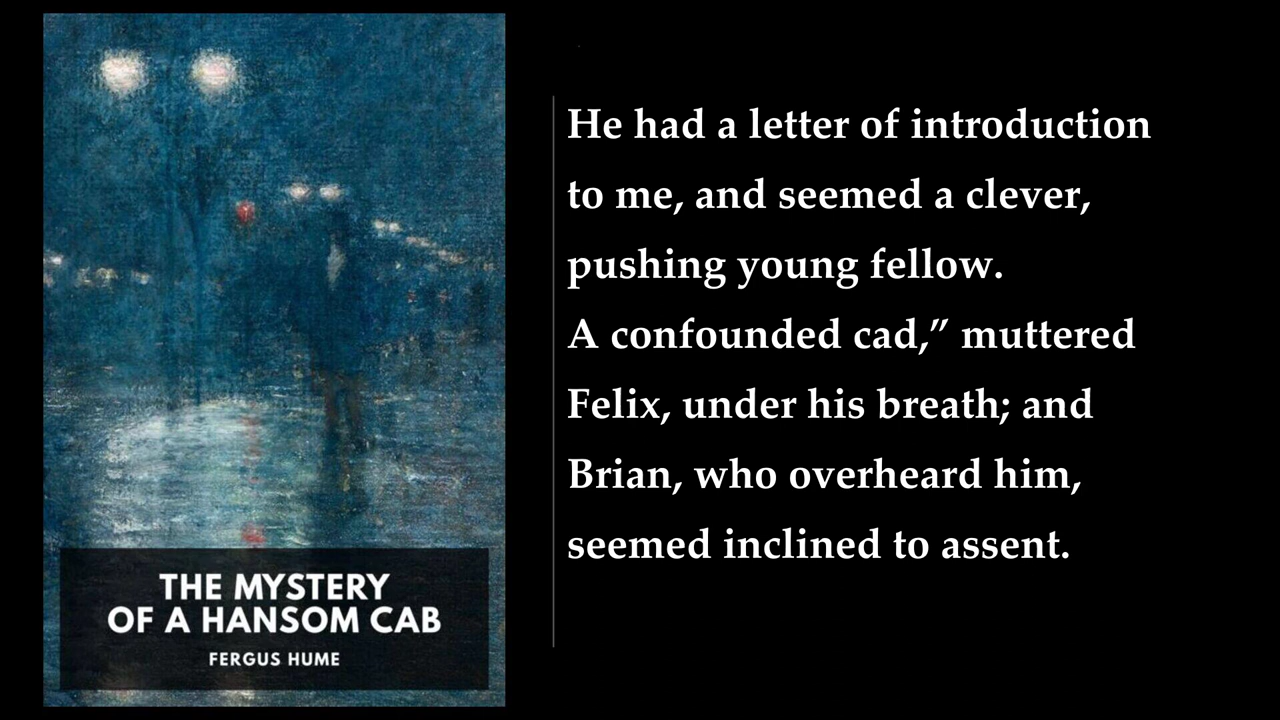 THE MYSTERY
OF A HANSOM CAB
FERGUS HUME
He had a letter of introduction
to me, and seemed a clever,
pushing young fellow.
A confounded cad,” muttered
Felix, under his breath; and
Brian, who overheard him,
seemed inclined to assent.